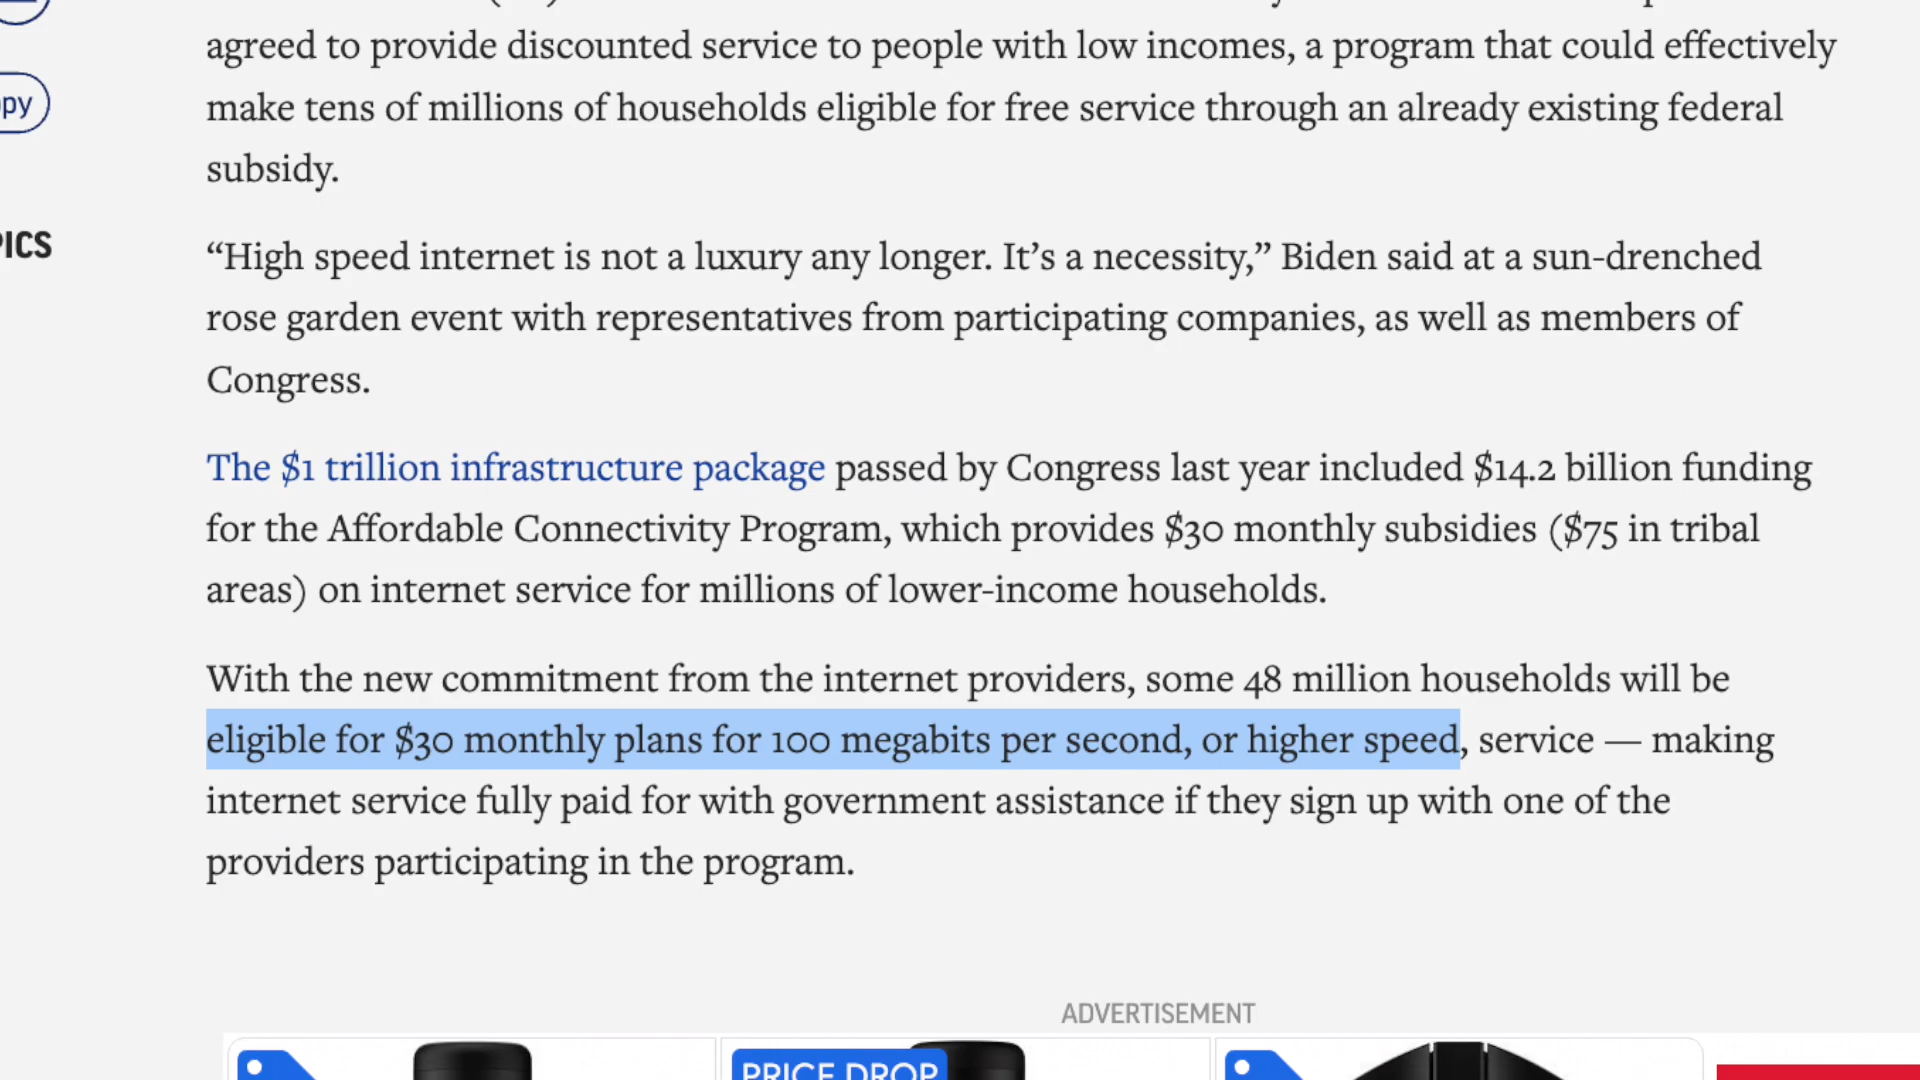 agreed to provide discounted service to people with low incomes, a program that could effectively
opy
make tens of millions of households eligible for free service through an already existing federal
subsidy.
PICS
“High speed internet is not a luxury any longer. It’s a necessity,” Biden said at a sun-drenched
rose garden event with representatives from participating companies, as well as members of
Congress.
The $1 trillion infrastructure package passed by Congress last year included $14.2 billion funding
for the Affordable Connectivity Program, which provides $30 monthly subsidies ($75 in tribal
areas) on internet service for millions of lower-income households.
With the new commitment from the internet providers, some 48 million households will be
eligible for $30 monthly plans for 100 megabits per second, or higher speed, service — making
internet service fully paid for with government assistance if they sign up with one of the
providers participating in the program.
ADVERTISEMENT
PRICE DROP